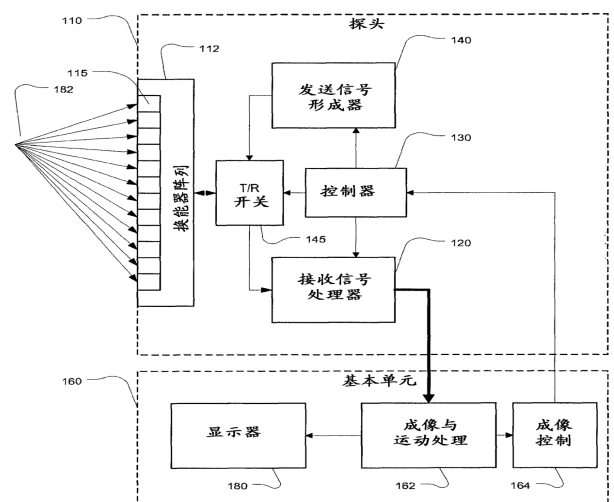 110
探头
112
140
115
182
发送信号
形成器
130
换能器阵列
T/R
开关
控制器
145
120
接收信号
处理器
160
基本单元
显示器
成像与
运动处理
成像
控制
180
162
164